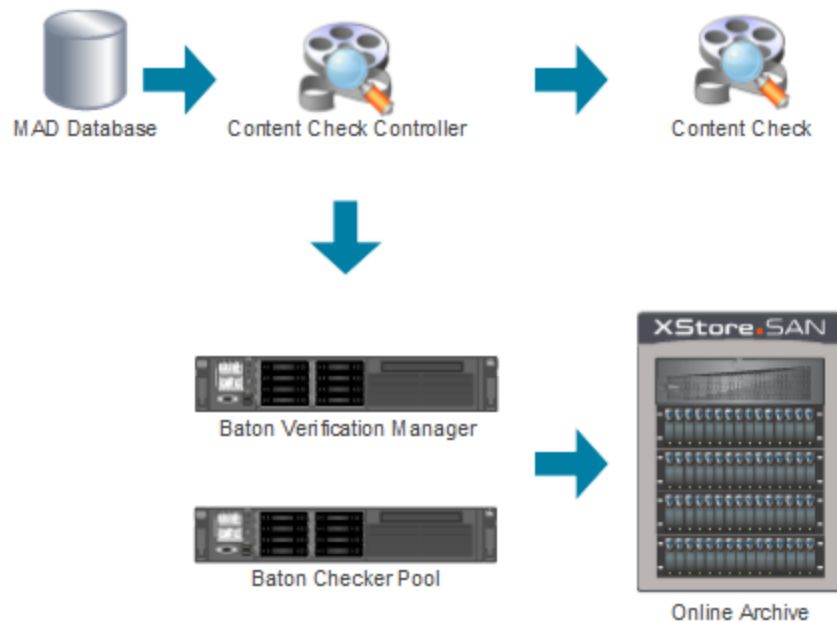 MAD Database
Content Check Controller
Content Check
XStore.SAN
Baton Verification Manager
Baton Checker Pool
Online Archive